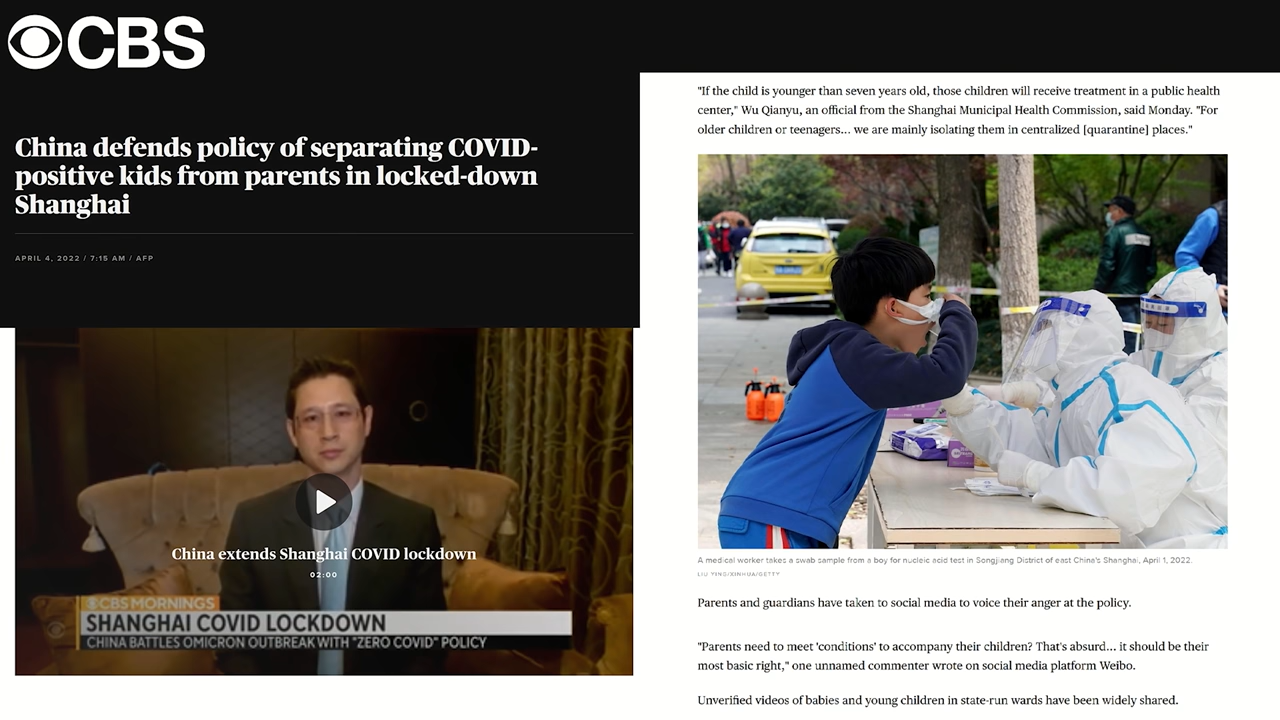 CBS
China defends policy of separating COVID-
positive kids from parents in locked-down
Shanghai
APRIL 4, 2022 / 7:15 AM / AFP
China extends Shanghai COVID lockdown
02:00
CBS MORNINGS
SHANGHAI COVID LOCKDOWN
CHINA BATTLES OMICRON OUTBREAK WITH "ZERO COVID" POLICY
"If the child is younger than seven years old, those children will receive treatment in a public health
center," Wu Qianyu, an official from the Shanghai Municipal Health Commission, said Monday. "For
older children or teenagers... we are mainly isolating them in centralized [quarantine] places."
A medical worker takes a swab sample from a boy for nucleic acid test in Songjiang District of east China's Shanghai, April 1, 2022.
LIU YING/XINHUA/GETTY
Parents and guardians have taken to social media to voice their anger at the policy.
"Parents need to meet 'conditions' to accompany their children? That's absurd... it should be their
most basic right," one unnamed commenter wrote on social media platform Weibo.
Unverified videos of babies and young children in state-run wards have been widely shared.